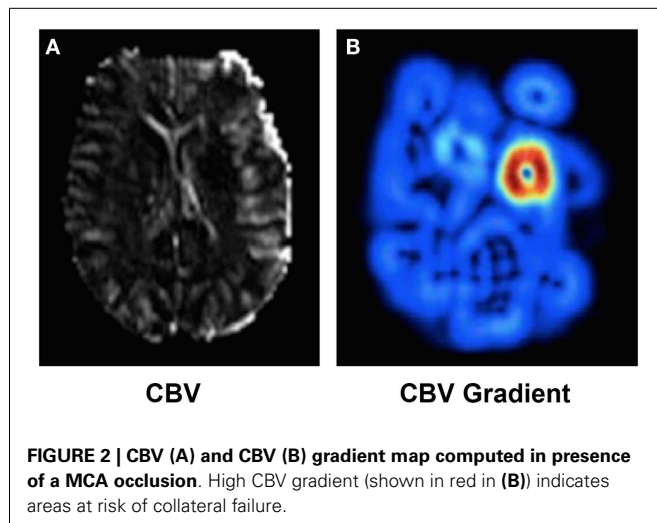 A
B
CBV
CBV Gradient
FIGURE 2 | CBV (A) and CBV (B) gradient map computed in presence
of a MCA occlusion. High CBV gradient (shown in red in (B)) indicates
areas at risk of collateral failure.